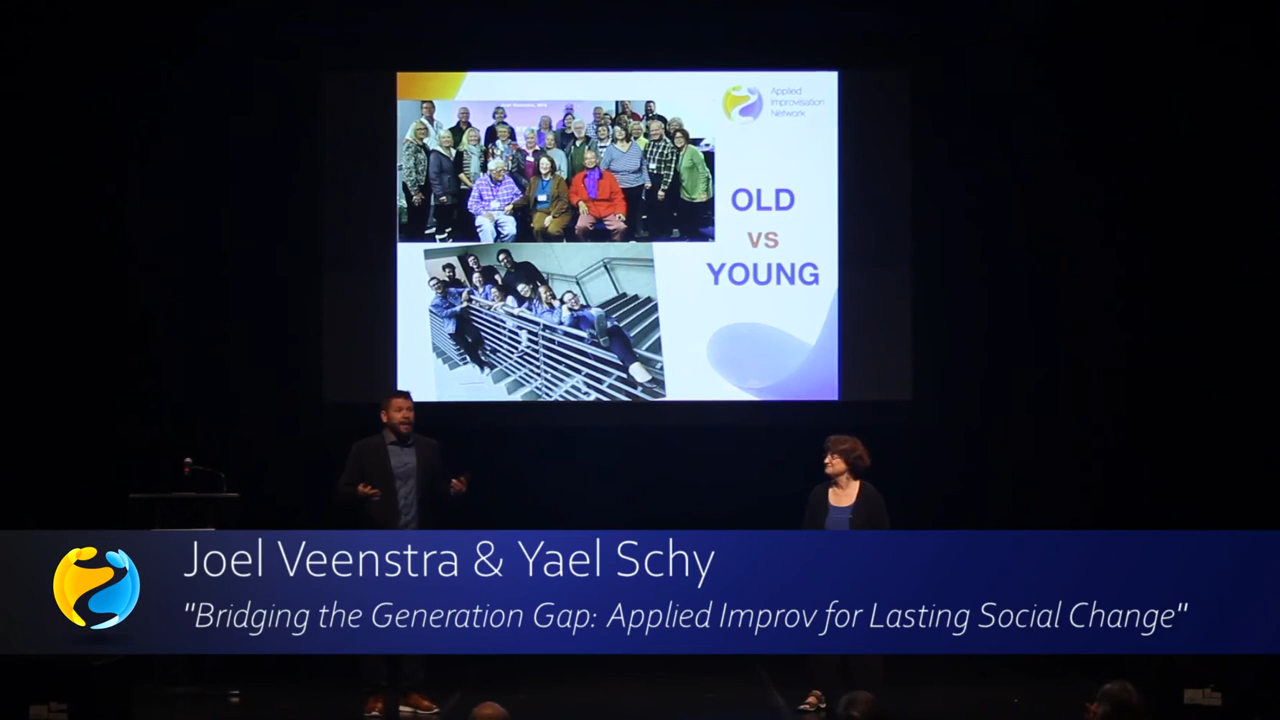 Applied
Improvisation
Network
OLD
vs
YOUNG
Joel Veenstra & Yael Schy
"Bridging the Generation Gap: Applied Improv for Lasting Social Change"